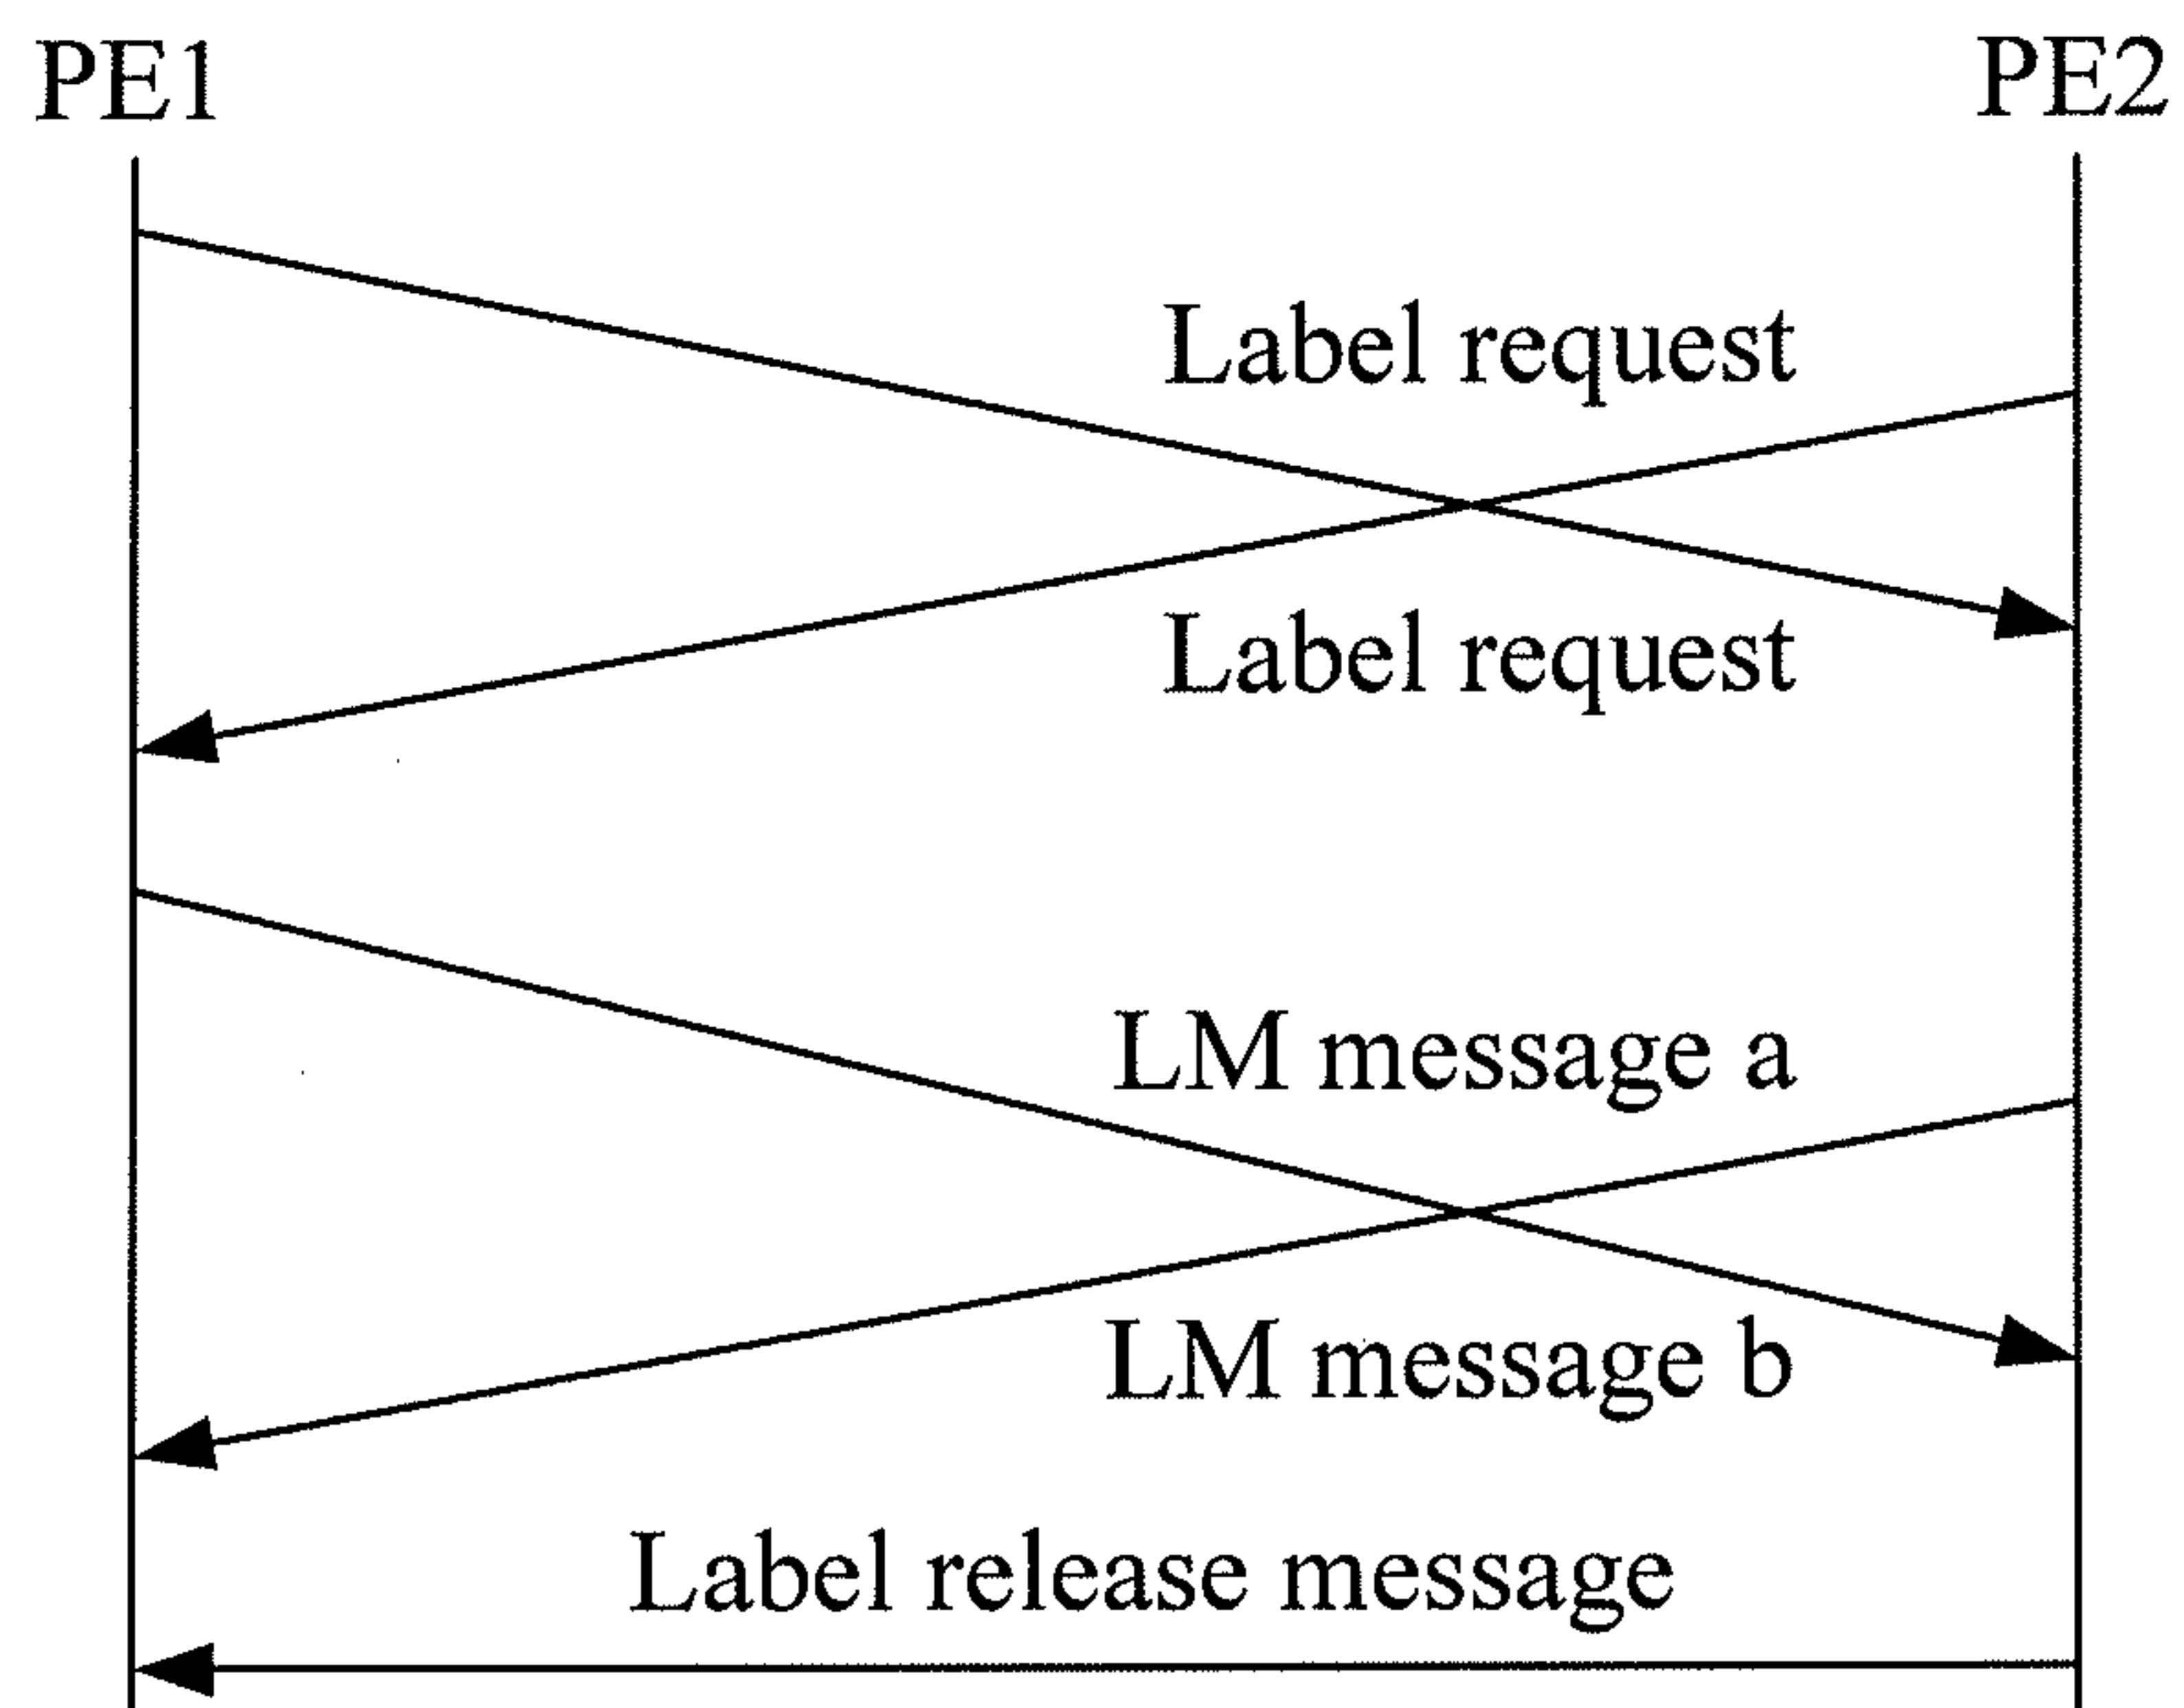 PE1
PE2
Label request
Label request
LM message a
LM message b
Label release message